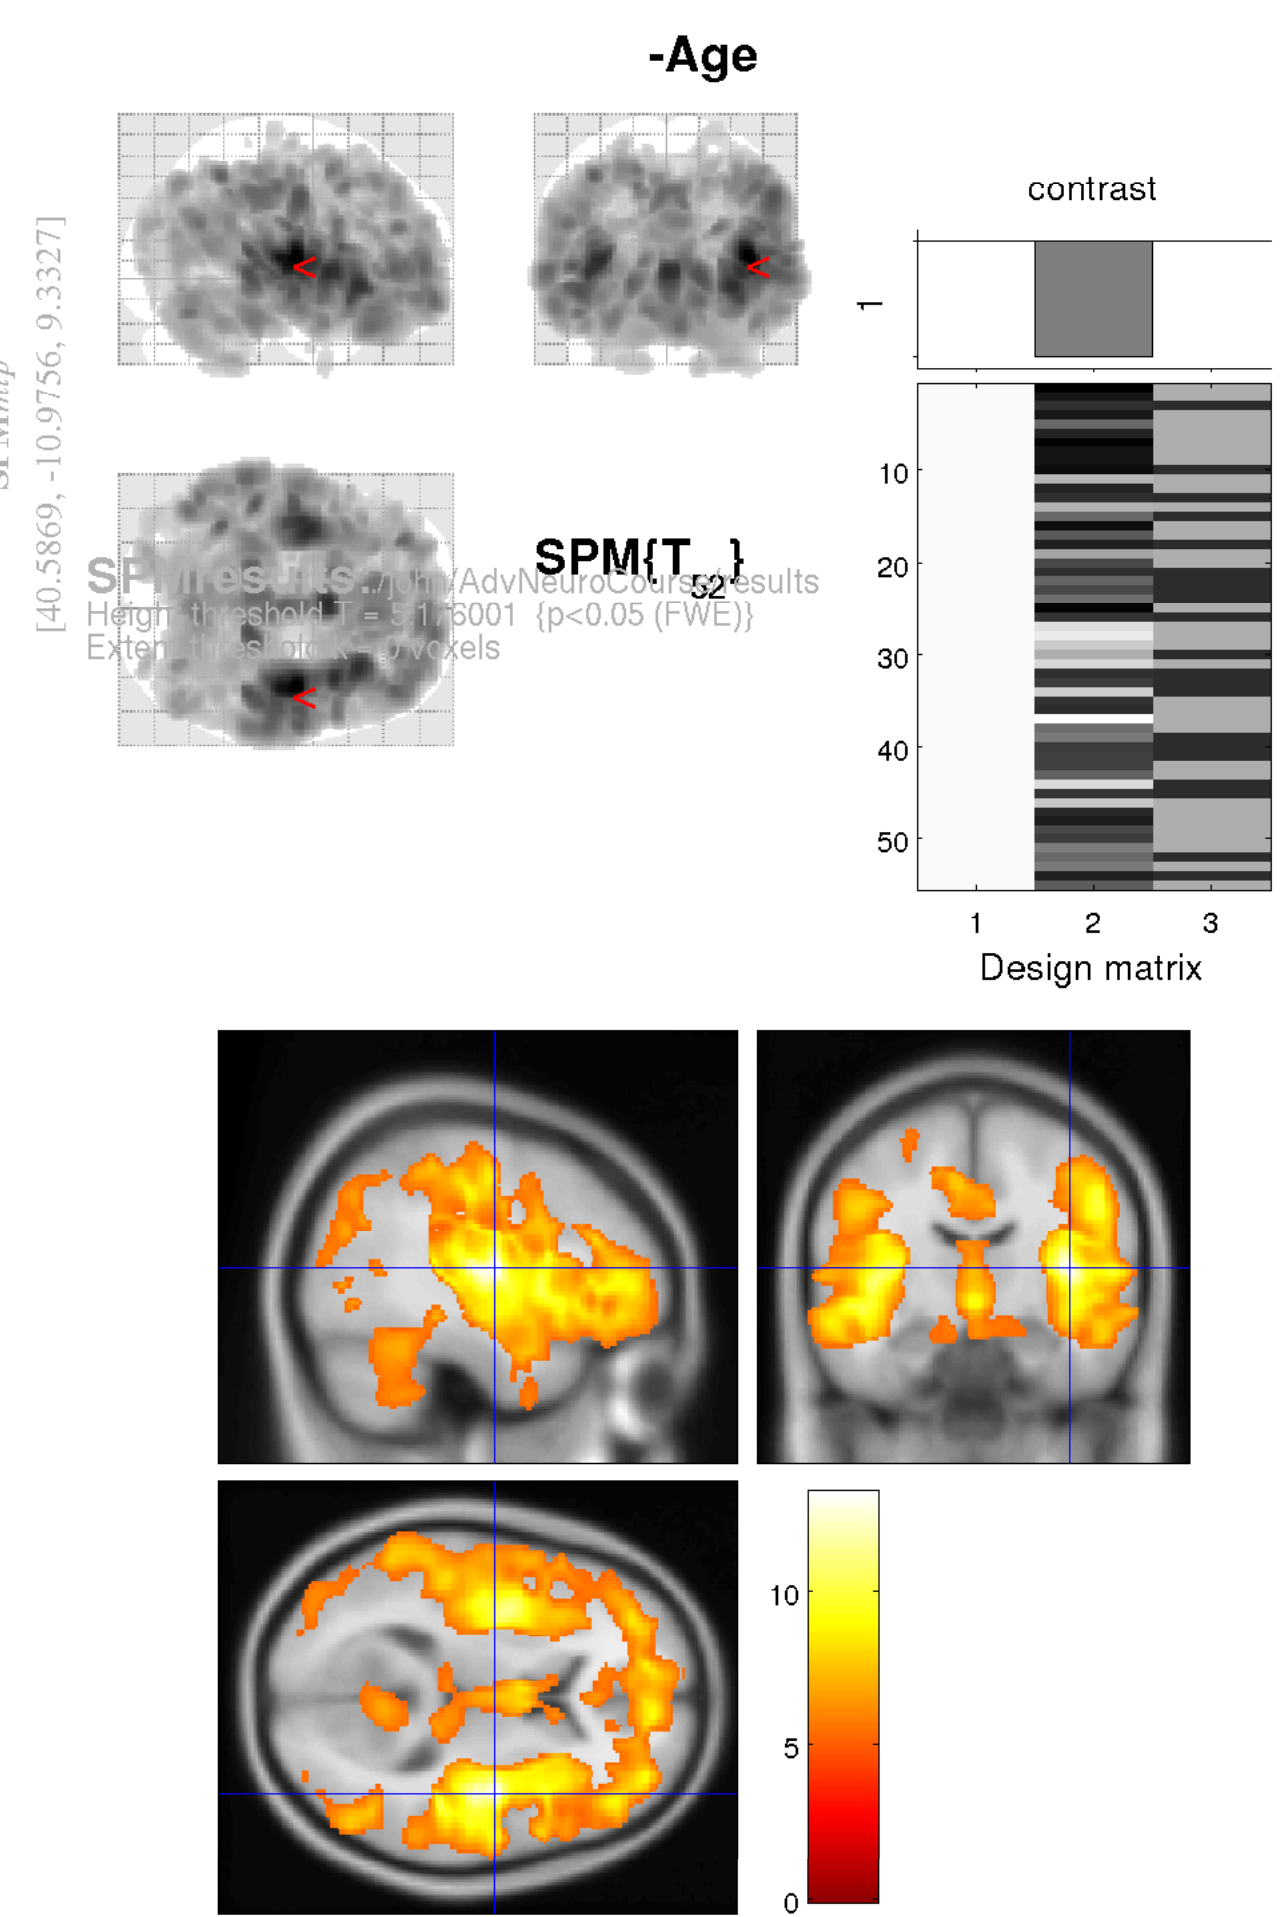 -Age
SPMmip
[40.5869, -10.9756, 9.3327]
SPM{T52}
SPMresults: ./john/AdvNeuroCourse/results
Height threshold T = 5.176001 {p<0.05 (FWE)}
Extent threshold k = 0 voxels
contrast
1
10
20
30
40
50
1 2 3
Design matrix
10
5
0